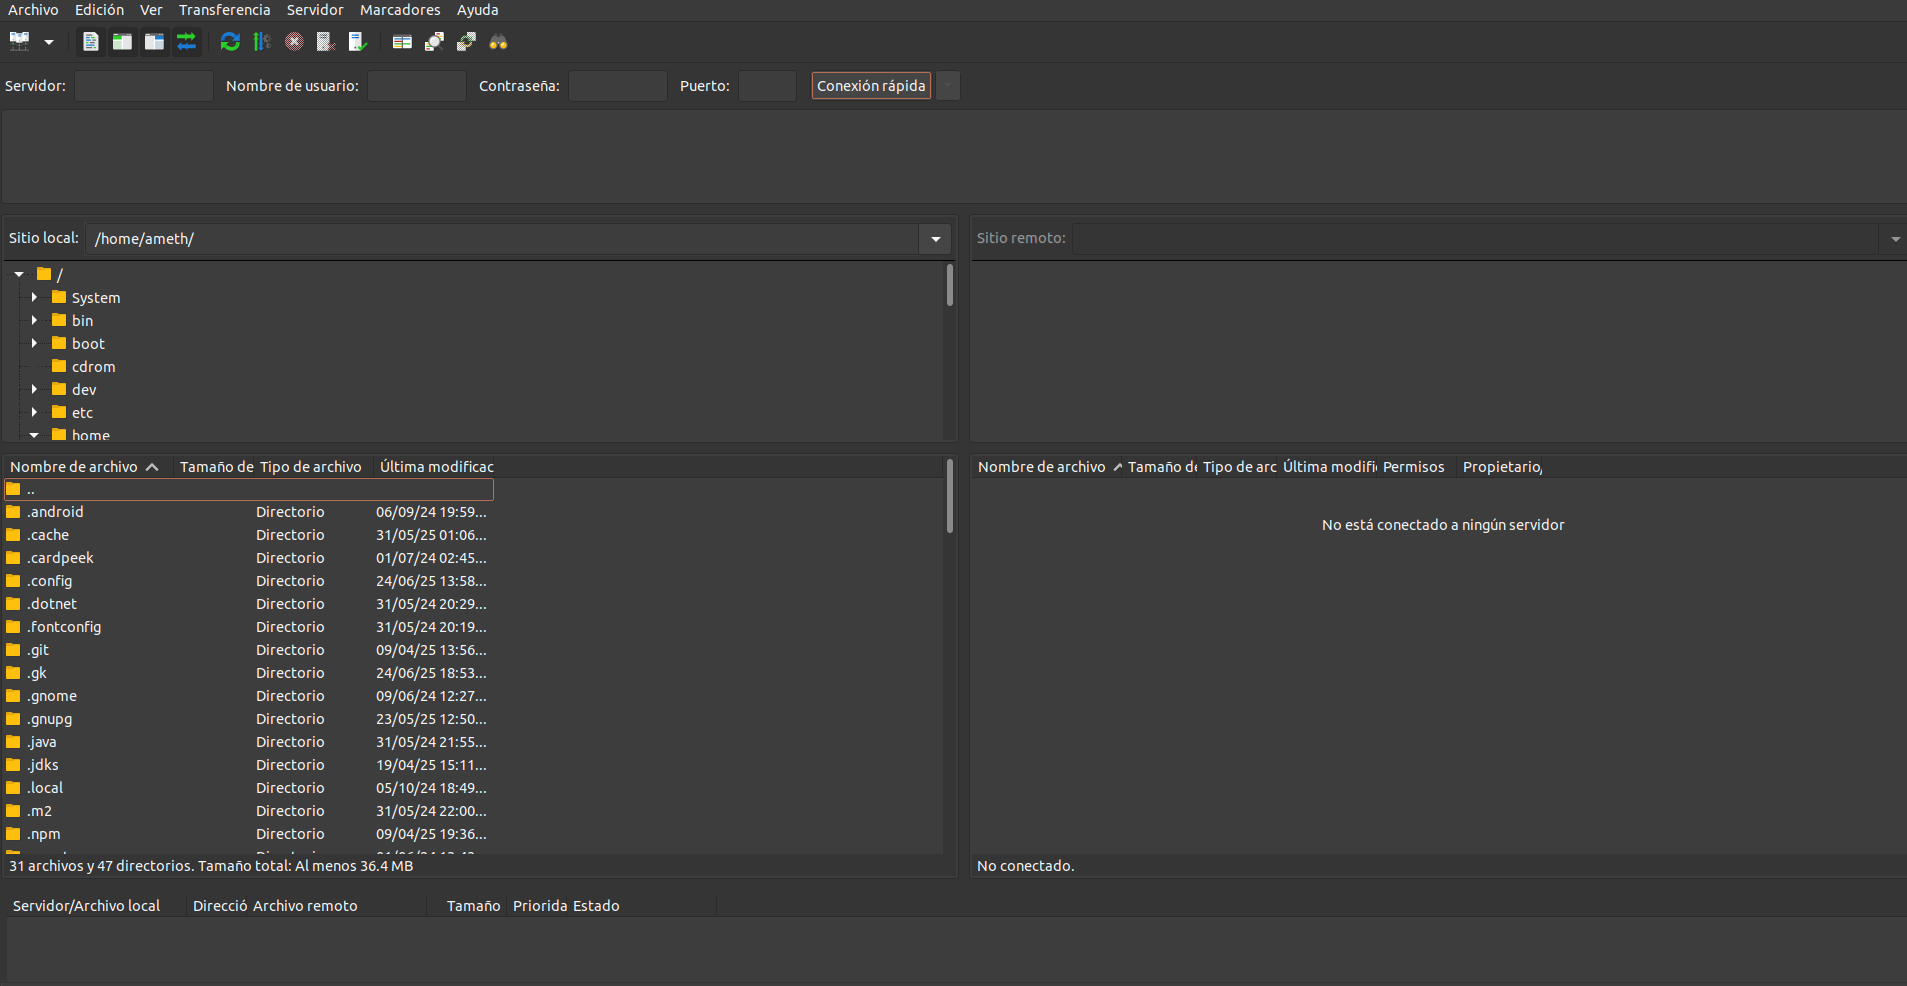 Archivo Edición Ver Transferencia Servidor Marcadores Ayuda
Servidor: Nombre de usuario: Contraseña: Puerto: Conexión rápida
Sitio local: /home/ameth/
/
System
bin
boot
cdrom
dev
etc
home
Sitio remoto:
Nombre de archivo Tamaño de Tipo de archivo Última modificac
..
.android Directorio 06/09/24 19:59...
.cache Directorio 31/05/25 01:06...
.cardpeek Directorio 01/07/24 02:45...
.config Directorio 24/06/25 13:58...
.dotnet Directorio 31/05/24 20:29...
.fontconfig Directorio 31/05/24 20:19...
.git Directorio 09/04/25 13:56...
.gk Directorio 24/06/25 18:53...
.gnome Directorio 09/06/24 12:27...
.gnupg Directorio 23/05/25 12:50...
.java Directorio 31/05/24 21:55...
.jdks Directorio 19/04/25 15:11...
.local Directorio 05/10/24 18:49...
.m2 Directorio 31/05/24 22:00...
.npm Directorio 09/04/25 19:36...
31 archivos y 47 directorios. Tamaño total: Al menos 36.4 MB
Nombre de archivo Tamaño de Tipo de arc Última modifi Permisos Propietario/
No está conectado a ningún servidor
No conectado.
Servidor/Archivo local Direcció Archivo remoto Tamaño Priorida Estado